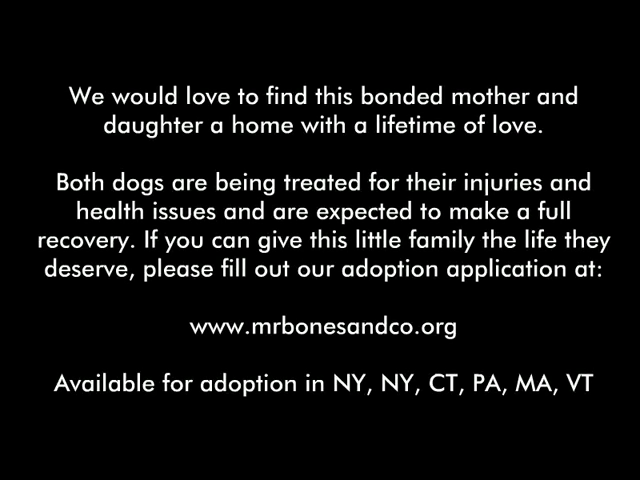 We would love to find this bonded mother and
daughter a home with a lifetime of love.
Both dogs are being treated for their injuries and
health issues and are expected to make a full
recovery. If you can give this little family the life they
deserve, please fill out our adoption application at:
www.mrbonesandco.org
Available for adoption in NY, NY, CT, PA, MA, VT